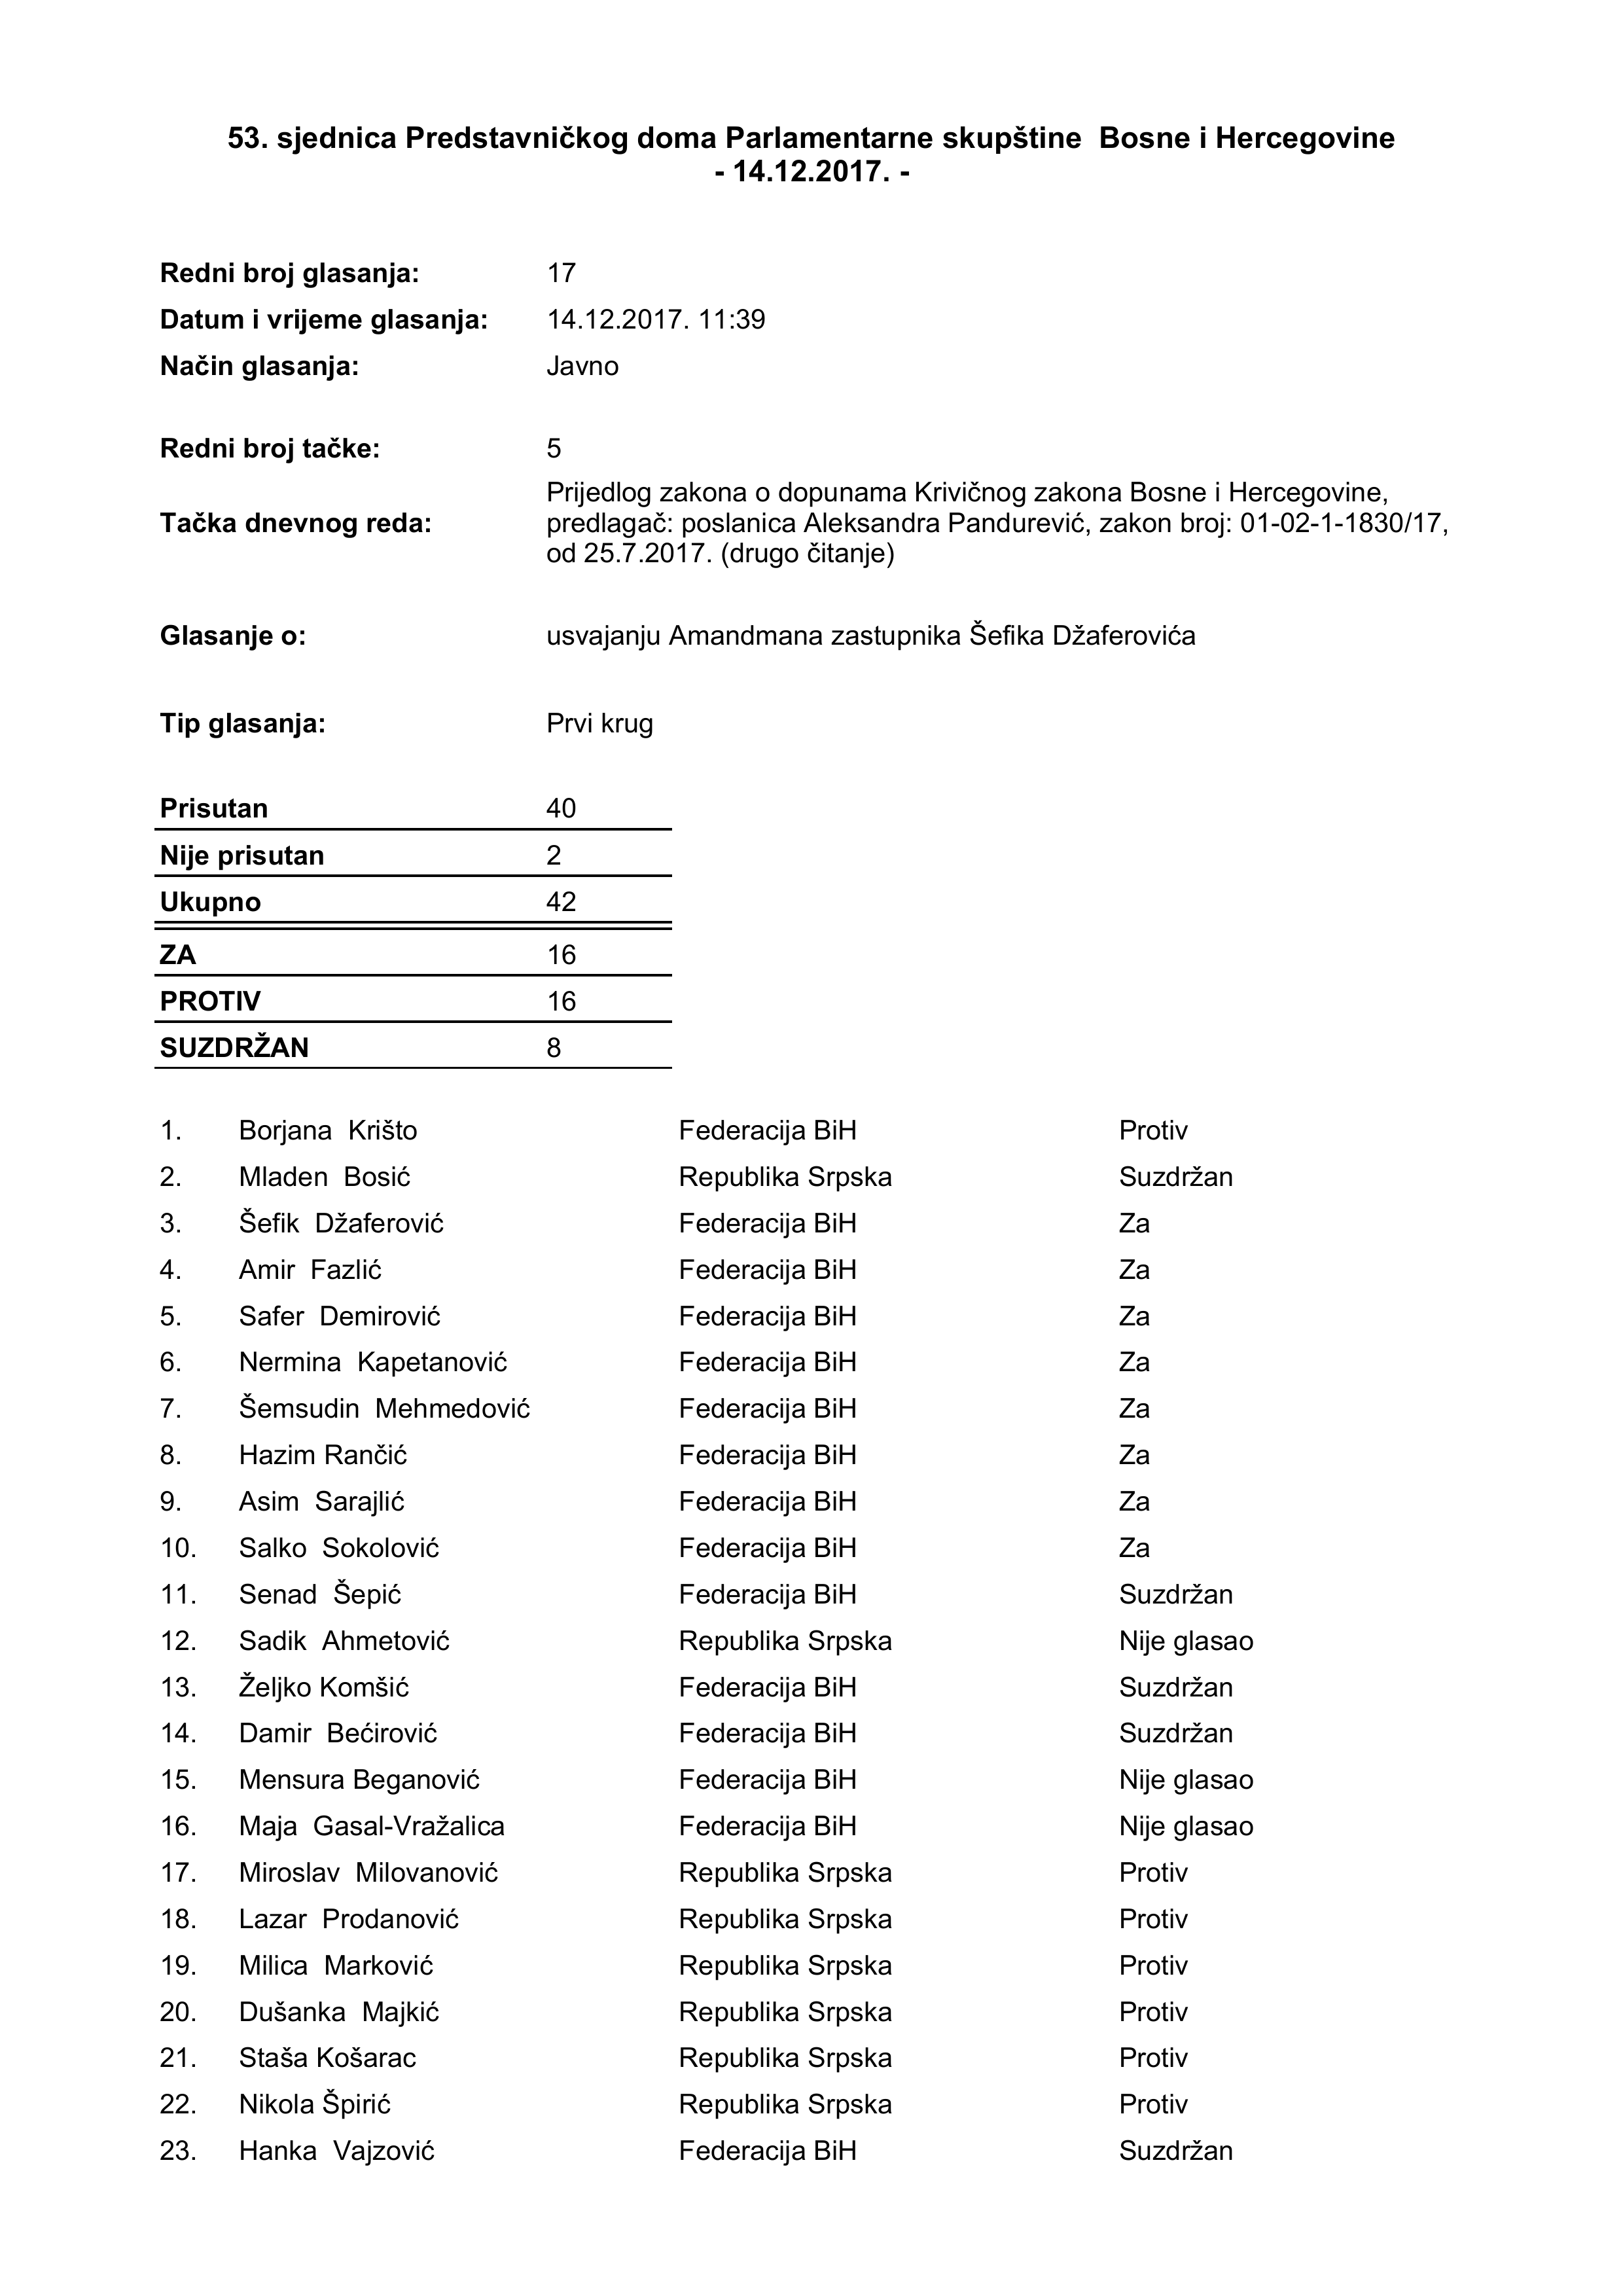 53. sjednica Predstavničkog doma Parlamentarne skupštine  Bosne i Hercegovine
- 14.12.2017. -
Redni broj glasanja: 17
Datum i vrijeme glasanja: 14.12.2017. 11:39
Način glasanja: Javno
Redni broj tačke: 5
Tačka dnevnog reda: Prijedlog zakona o dopunama Krivičnog zakona Bosne i Hercegovine,
predlagač: poslanica Aleksandra Pandurević, zakon broj: 01-02-1-1830/17,
od 25.7.2017. (drugo čitanje)
Glasanje o: usvajanju Amandmana zastupnika Šefika Džaferovića
Tip glasanja: Prvi krug
Prisutan 40
Nije prisutan 2
Ukupno 42
ZA 16
PROTIV 16
SUZDRŽAN 8
1. Borjana Krišto Federacija BiH Protiv
2. Mladen Bosić Republika Srpska Suzdržan
3. Šefik Džaferović Federacija BiH Za
4. Amir Fazlić Federacija BiH Za
5. Safer Demirović Federacija BiH Za
6. Nermina Kapetanović Federacija BiH Za
7. Šemsudin Mehmedović Federacija BiH Za
8. Hazim Rančić Federacija BiH Za
9. Asim Sarajlić Federacija BiH Za
10. Salko Sokolović Federacija BiH Za
11. Senad Šepić Federacija BiH Suzdržan
12. Sadik Ahmetović Republika Srpska Nije glasao
13. Željko Komšić Federacija BiH Suzdržan
14. Damir Bećirović Federacija BiH Suzdržan
15. Mensura Beganović Federacija BiH Nije glasao
16. Maja Gasal-Vražalica Federacija BiH Nije glasao
17. Miroslav Milovanović Republika Srpska Protiv
18. Lazar Prodanović Republika Srpska Protiv
19. Milica Marković Republika Srpska Protiv
20. Dušanka Majkić Republika Srpska Protiv
21. Staša Košarac Republika Srpska Protiv
22. Nikola Špirić Republika Srpska Protiv
23. Hanka Vajzović Federacija BiH Suzdržan